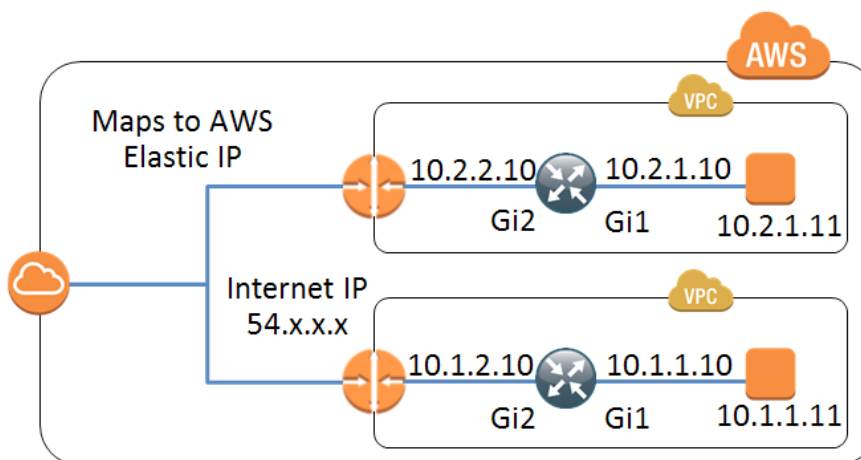 AWS
Maps to AWS
Elastic IP
VPC
10.2.2.10
10.2.1.10
Gi2
Gi1
10.2.1.11
Internet IP
54.x.x.x
VPC
10.1.2.10
10.1.1.10
Gi2
Gi1
10.1.1.11